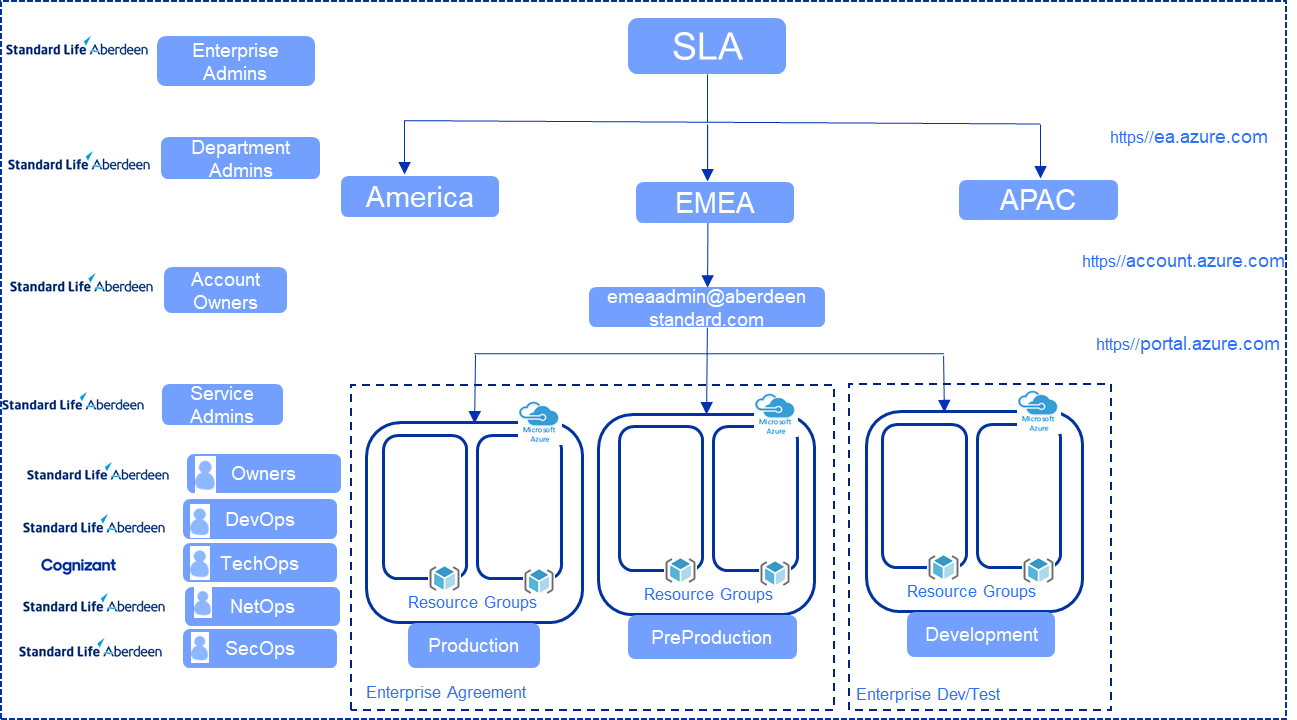 Standard Life Aberdeen
Enterprise
Admins
SLA
https//ea.azure.com
Standard Life Aberdeen
Department
Admins
America
EMEA
APAC
https//account.azure.com
Standard Life Aberdeen
Account
Owners
emeaadmin@aberdeen
standard.com
https//portal.azure.com
Standard Life Aberdeen
Service
Admins
Microsoft
Azure
Microsoft
Azure
Microsoft
Azure
Standard Life Aberdeen
Owners
Standard Life Aberdeen
DevOps
Cognizant
TechOps
Standard Life Aberdeen
NetOps
Standard Life Aberdeen
SecOps
Resource Groups
Resource Groups
Resource Groups
Production
PreProduction
Development
Enterprise Agreement
Enterprise Dev/Test